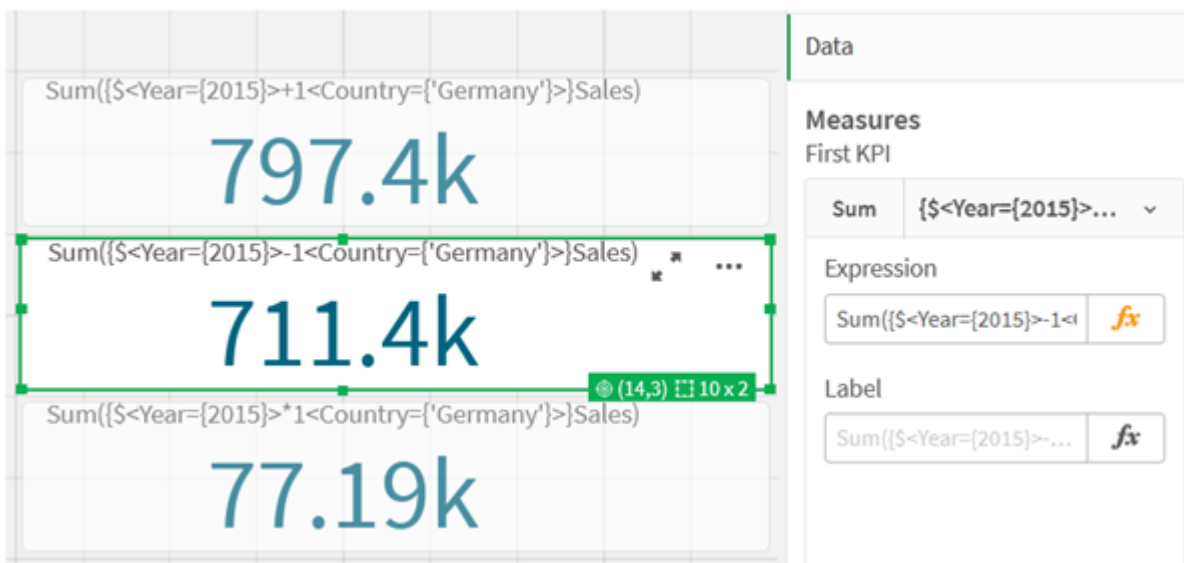 Sum({$<Year={2015}>+1<Country={'Germany'}>}Sales)
797.4k
Sum({$<Year={2015}>-1<Country={'Germany'}>}Sales)
711.4k
(14,3) 10 x 2
Sum({$<Year={2015}>*1<Country={'Germany'}>}Sales)
77.19k
Data
Measures
First KPI
Sum {$<Year={2015}>...
Expression
Sum({$<Year={2015}>-1<( fx
Label
Sum({$<Year={2015}>-... fx